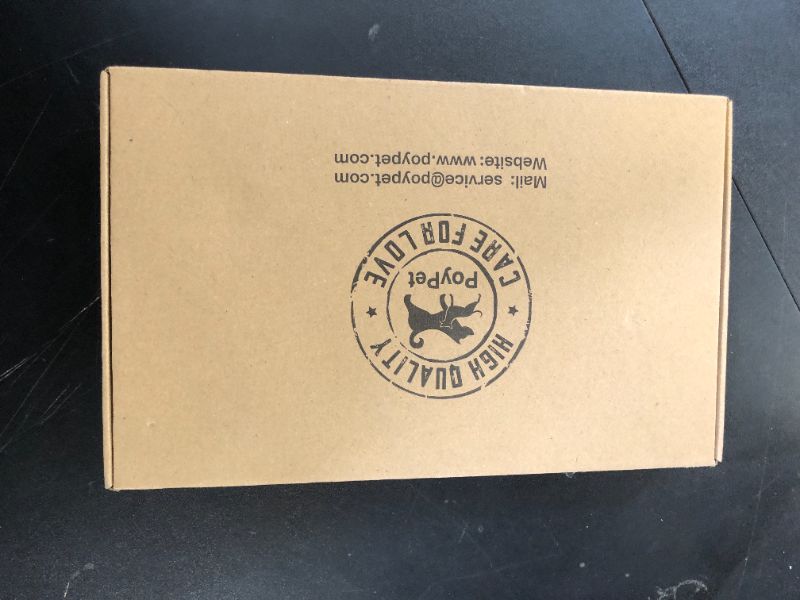 HIGH QUALITY
PoyPet
CARE FOR LOVE
Mail: service@poypet.com
Website: www.poypet.com